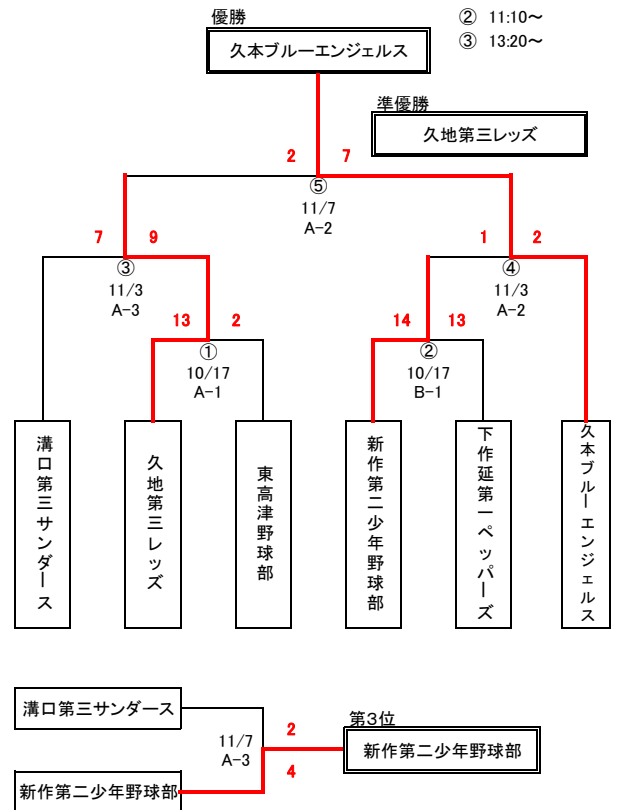 優勝
久本ブルーエンジェルス
② 11:10～
③ 13:20～
準優勝
久地第三レッズ
2 7
⑤
11/7
A-2
7 9
③
11/3
A-3
1 2
④
11/3
A-2
13 2
①
10/17
A-1
14 13
②
10/17
B-1
溝口第三サンダース
久地第三レッズ
東高津野球部
新作第二少年野球部
下作延第一ペッパーズ
久本ブルーエンジェルス
溝口第三サンダース
11/7
A-3
2
4
第3位
新作第二少年野球部
新作第二少年野球部